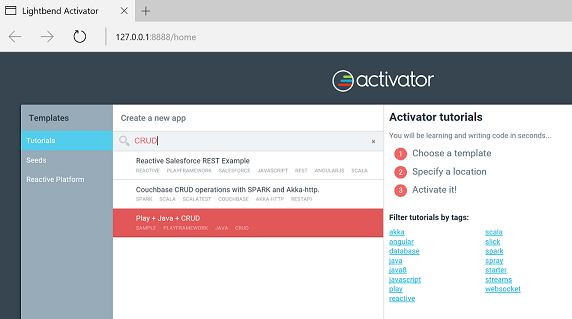 Lightbend Activator
127.0.0.1:8888/home
activator
Templates
Tutorials
Seeds
Reactive Platform
Create a new app
CRUD
x
Reactive Salesforce REST Example
REACTIVE PLAYFRAMEWORK SALESFORCE JAVASCRIPT REST ANGULARJS SCALA
Couchbase CRUD operations with SPARK and Akka-http.
SPARK SCALA SCALATEST COUCHBASE AKKA-HTTP RESTAPI
Play + Java + CRUD
SAMPLE PLAYFRAMEWORK JAVA CRUD
Activator tutorials
You will be learning and writing code in seconds...
1 Choose a template
2 Specify a location
3 Activate it!
Filter tutorials by tags:
akka
angular
database
java
java8
javascript
play
reactive
scala
slick
spark
spray
starter
streams
websocket